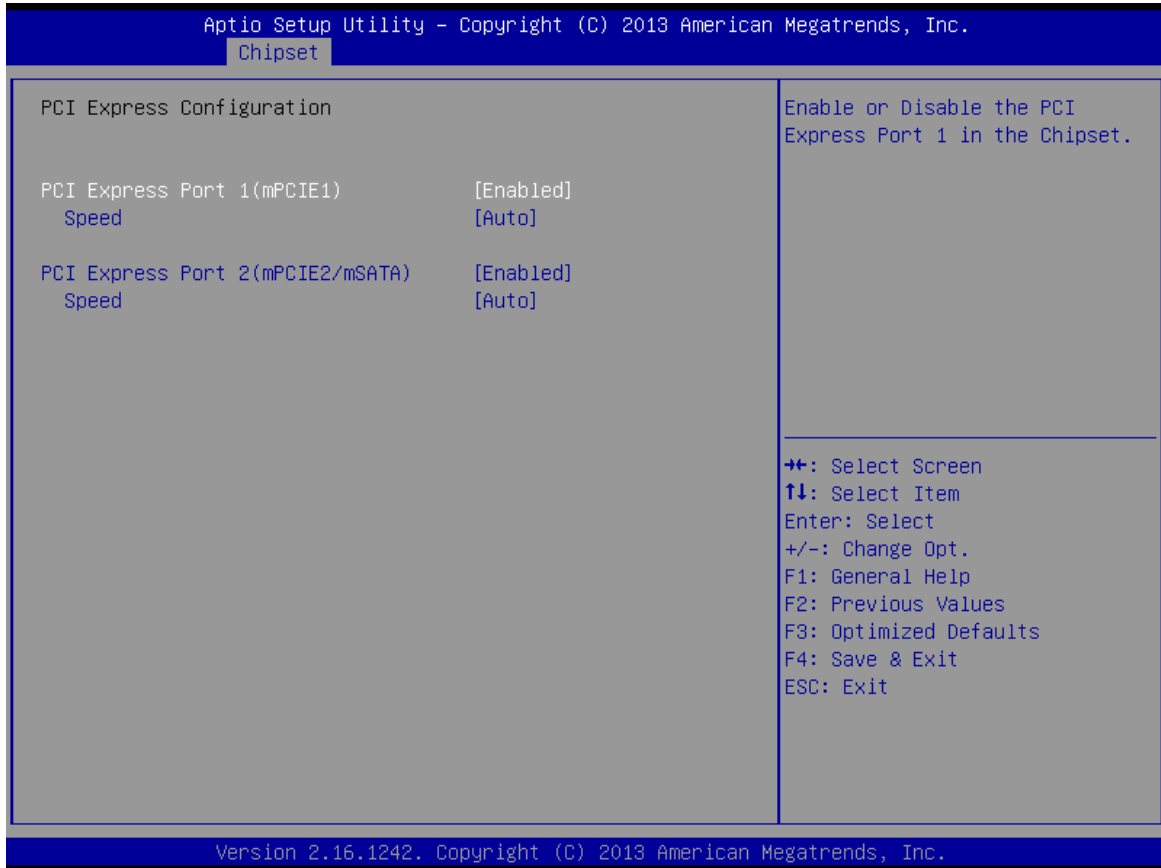 Aptio Setup Utility – Copyright (C) 2013 American Megatrends, Inc.
Chipset
PCI Express Configuration
PCI Express Port 1(mPCIE1) [Enabled]
Speed [Auto]
PCI Express Port 2(mPCIE2/mSATA) [Enabled]
Speed [Auto]
Enable or Disable the PCI
Express Port 1 in the Chipset.
→←: Select Screen
↑↓: Select Item
Enter: Select
+/-: Change Opt.
F1: General Help
F2: Previous Values
F3: Optimized Defaults
F4: Save & Exit
ESC: Exit
Version 2.16.1242. Copyright (C) 2013 American Megatrends, Inc.